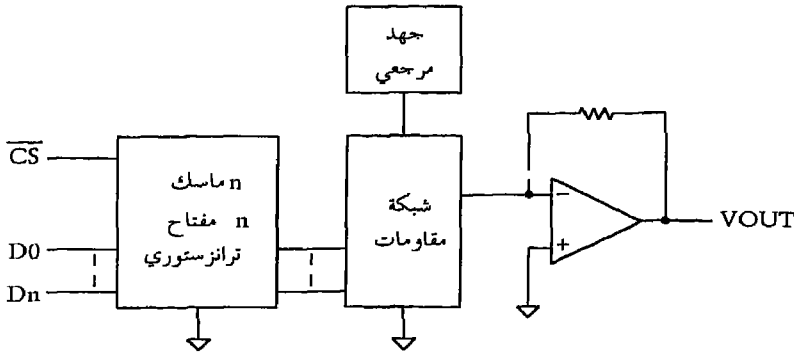 جهد
مرجعي
CS
n ماسك
n مفتاح
ترانزستوري
شبكة
مقاومات
D0
Dn
VOUT